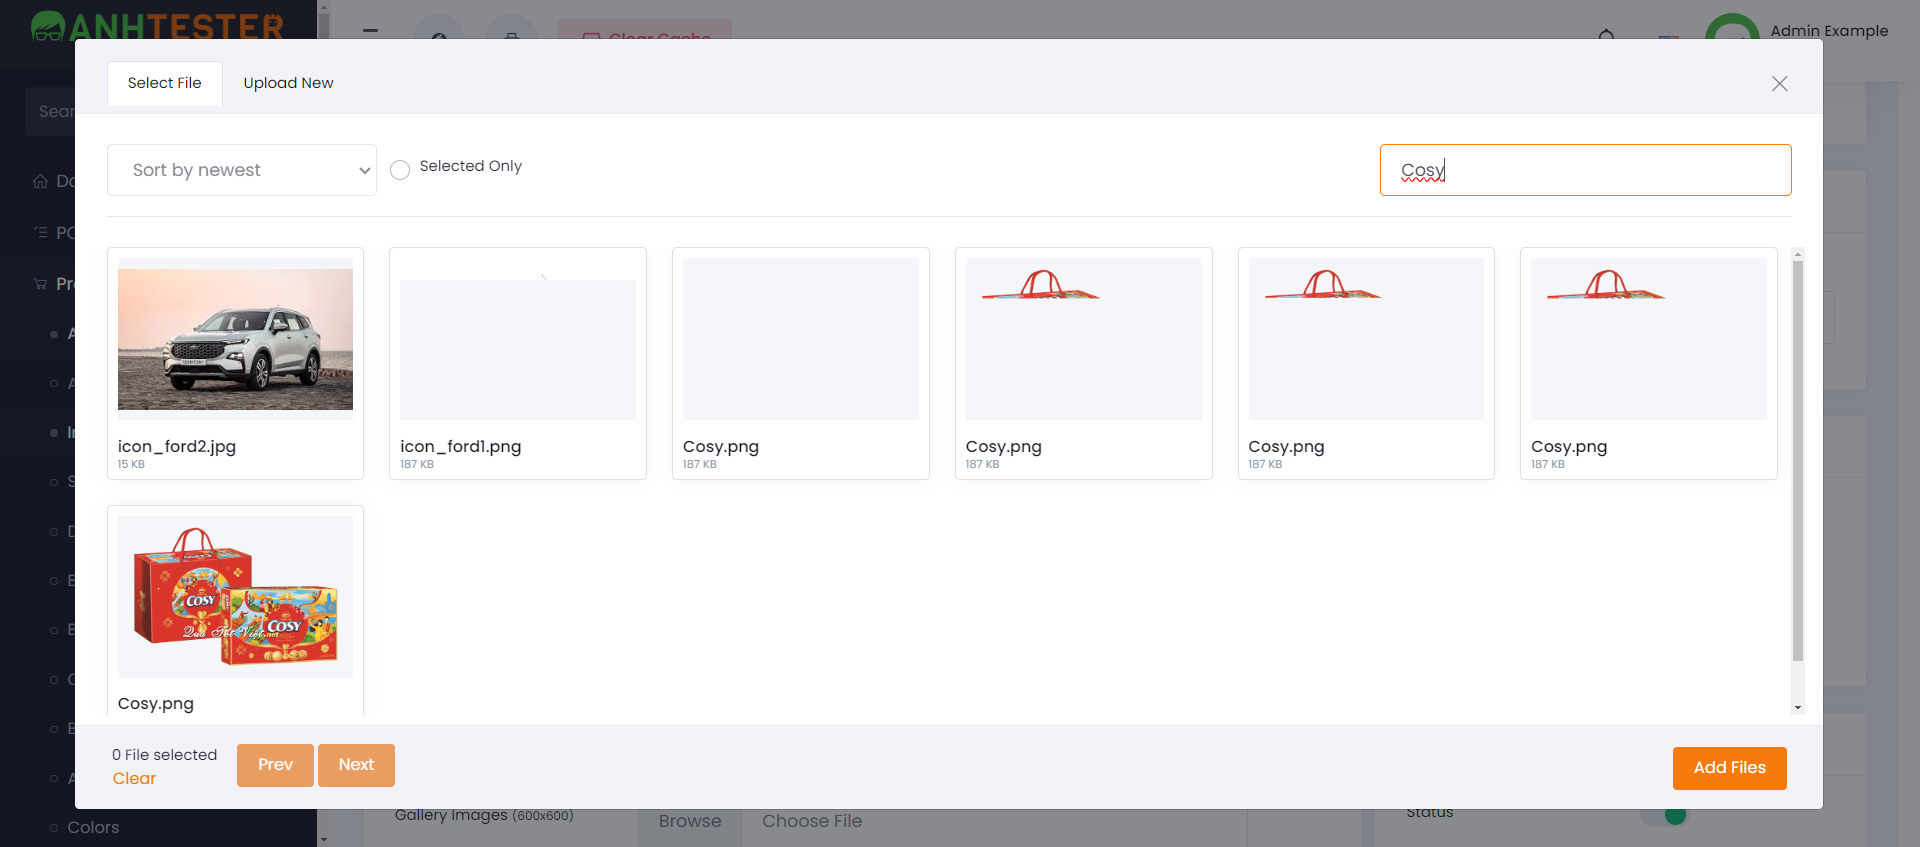 ANHTESTER
Clear Cache
Admin Example
Select File
Upload New
Sort by newest
Selected Only
Cosy
icon_ford2.jpg
15 KB
icon_ford1.png
187 KB
Cosy.png
187 KB
Cosy.png
187 KB
Cosy.png
187 KB
Cosy.png
187 KB
TERRITORY
COSY
COSY
Quà Tết Việt.net
Cosy.png
0 File selected
Clear
Prev
Next
Add Files
Gallery Images (600x600)
Browse
Choose File
Status
Colors